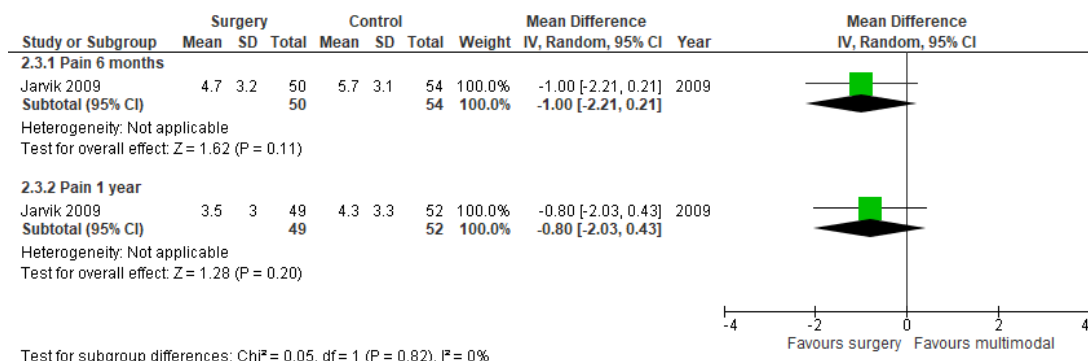 Surgery Control Mean Difference Mean Difference
Study or Subgroup Mean SD Total Mean SD Total Weight IV, Random, 95% CI Year IV, Random, 95% CI
2.3.1 Pain 6 months
Jarvik 2009 4.7 3.2 50 5.7 3.1 54 100.0% -1.00 [-2.21, 0.21] 2009
Subtotal (95% CI) 50 54 100.0% -1.00 [-2.21, 0.21]
Heterogeneity: Not applicable
Test for overall effect: Z = 1.62 (P = 0.11)
2.3.2 Pain 1 year
Jarvik 2009 3.5 3 49 4.3 3.3 52 100.0% -0.80 [-2.03, 0.43] 2009
Subtotal (95% CI) 49 52 100.0% -0.80 [-2.03, 0.43]
Heterogeneity: Not applicable
Test for overall effect: Z = 1.28 (P = 0.20)
-4 -2 0 2 4
Favours surgery Favours multimodal
Test for subgroup differences: Chi² = 0.05, df = 1 (P = 0.82), I² = 0%